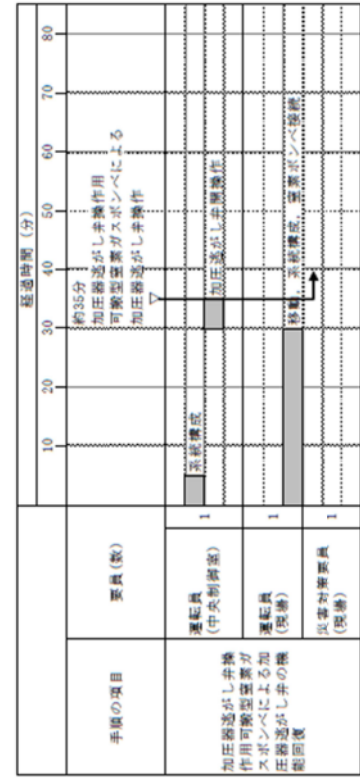 手順の項目
要員(数)
経過時間（分）
10
20
30
40
50
60
70
80
約35分
加圧器逃がし弁操作用
可搬型窒素ガスボンベによる
加圧器逃がし弁操作
加圧器逃がし弁操
作用可搬型窒素ガ
スボンベによる加
圧器逃がし弁の機
能回復
運転員
(中央制御室)
1
系統構成
加圧逃がし弁開操作
運転員
(現場)
1
移動、系統構成、窒素ボンベ接続
災害対策要員
(現場)
1